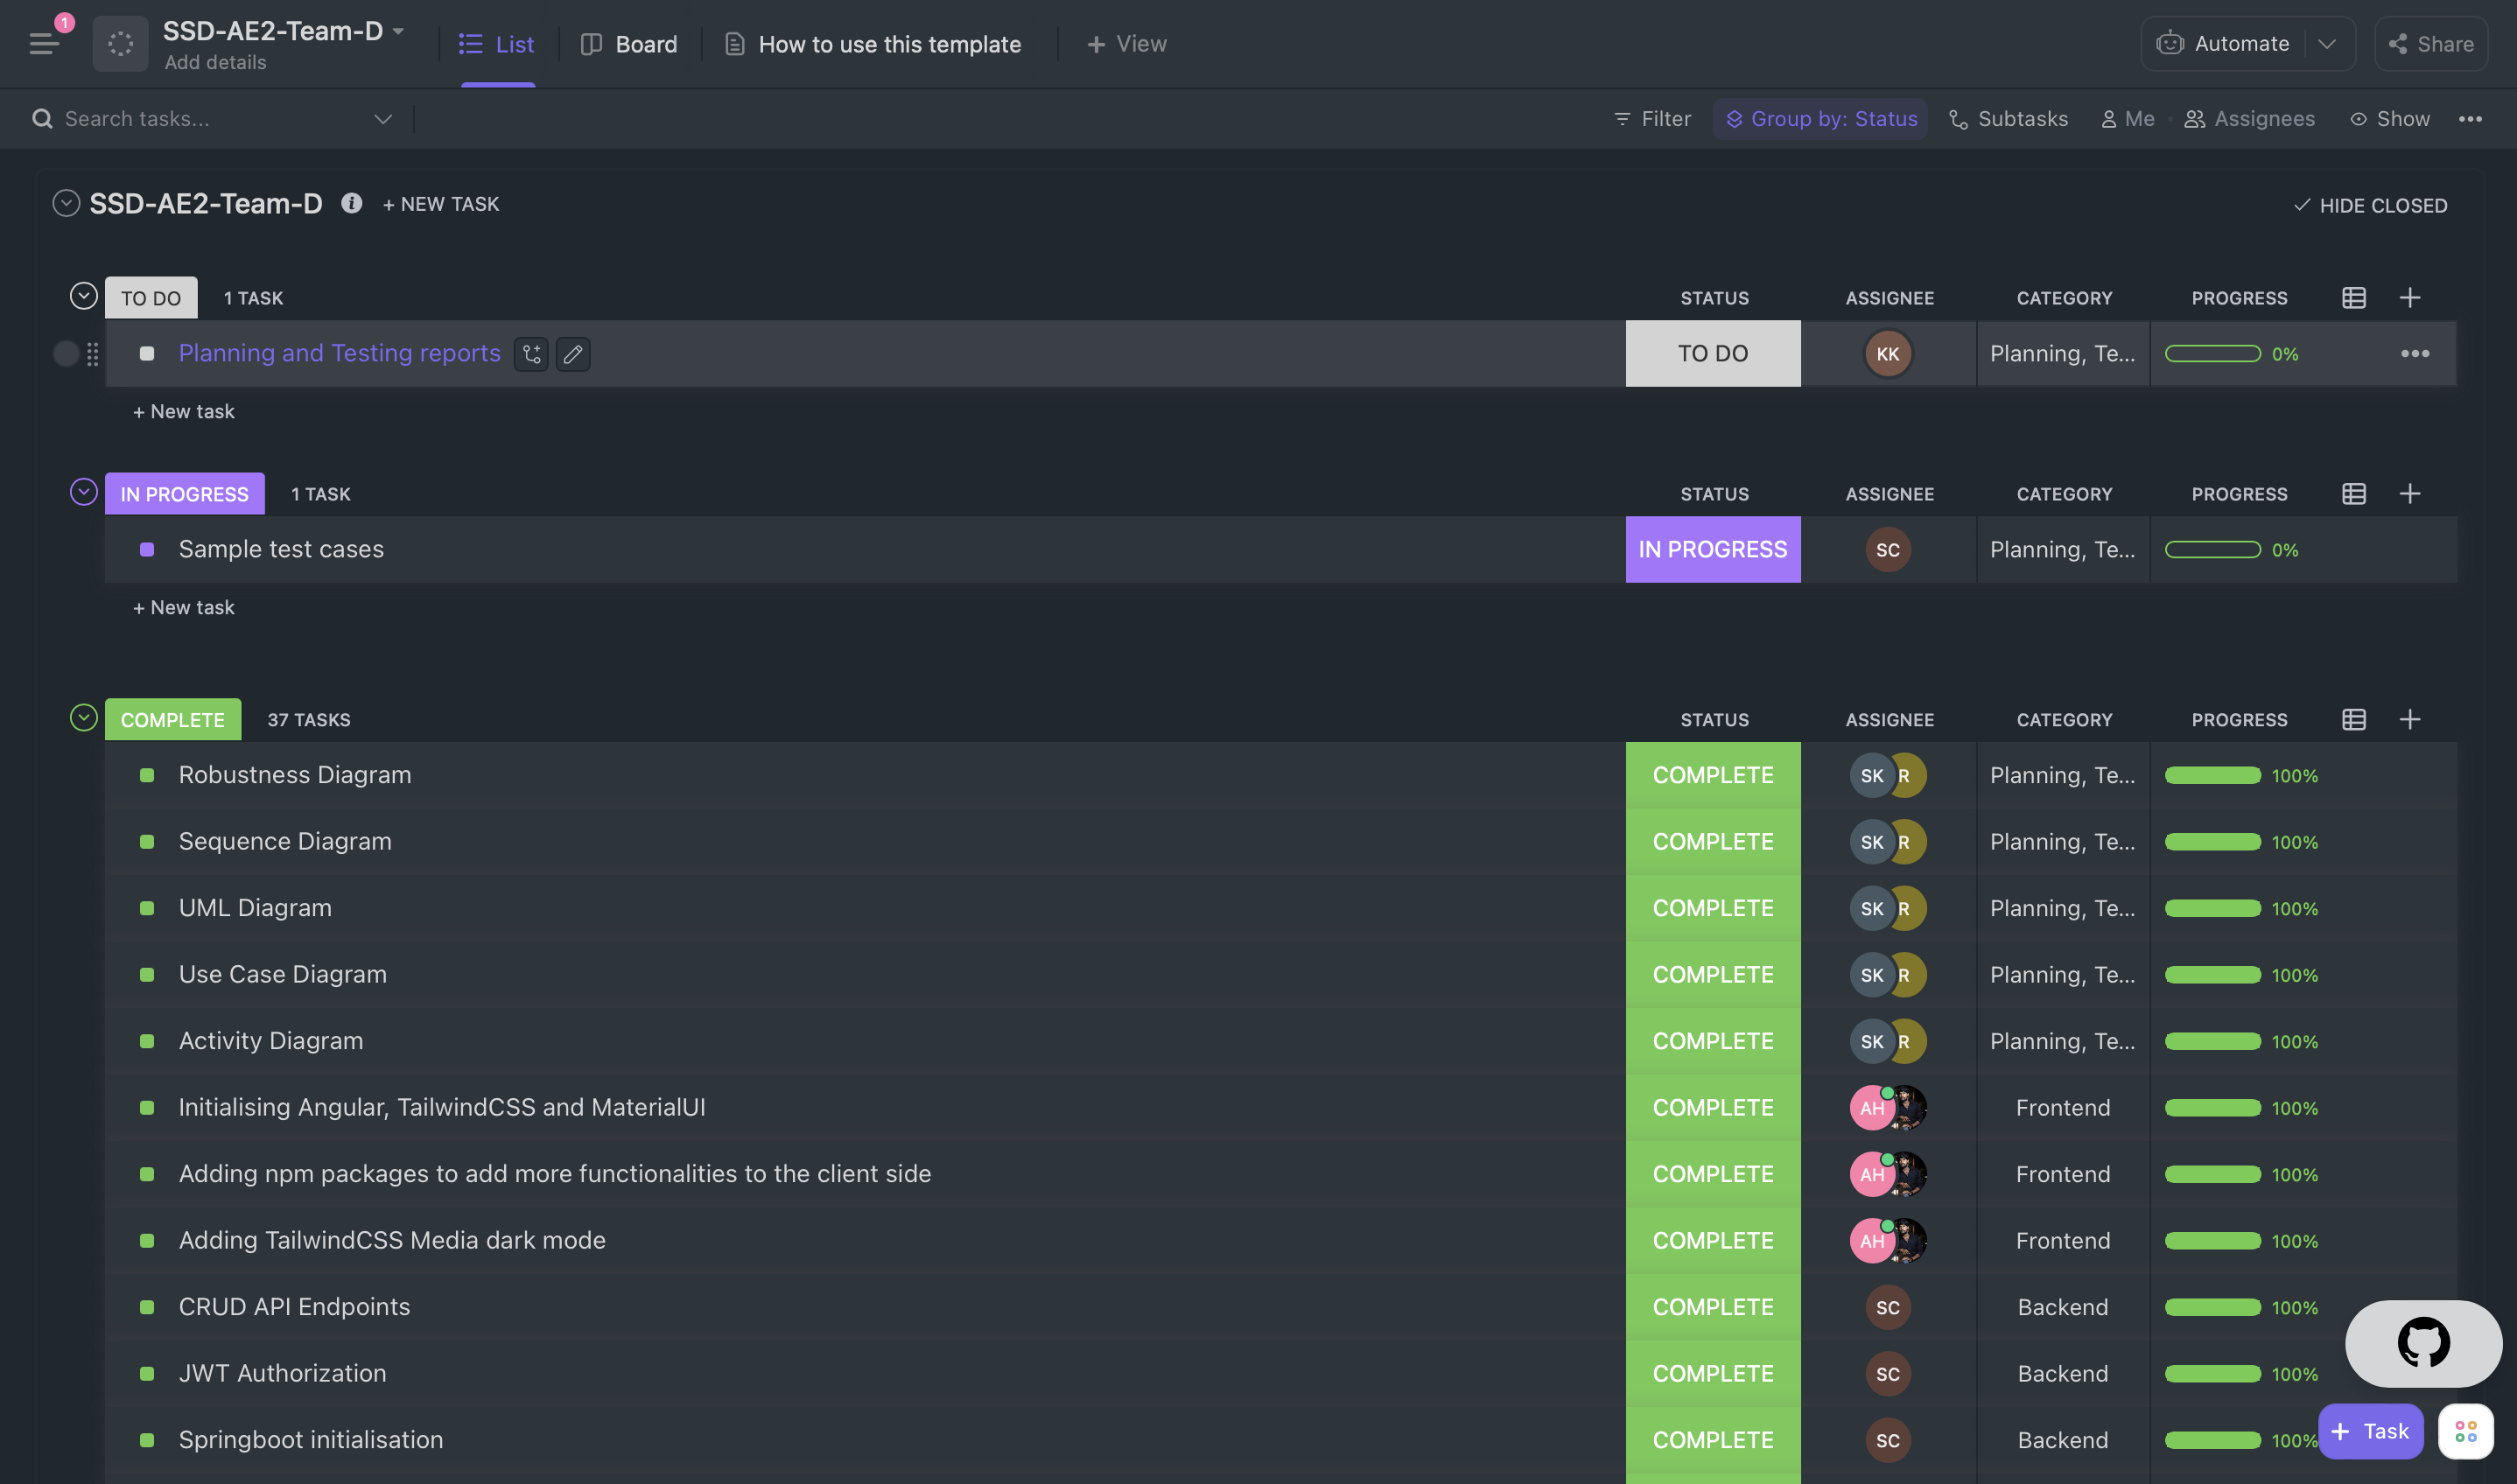 1
SSD-AE2-Team-D
Add details
List
Board
How to use this template
+ View
Automate
Share
Search tasks...
Filter
Group by: Status
Subtasks
Me
Assignees
Show
SSD-AE2-Team-D
+ NEW TASK
HIDE CLOSED
TO DO 1 TASK STATUS ASSIGNEE CATEGORY PROGRESS
Planning and Testing reports TO DO KK Planning, Te... 0%
+ New task
IN PROGRESS 1 TASK STATUS ASSIGNEE CATEGORY PROGRESS
Sample test cases IN PROGRESS SC Planning, Te... 0%
+ New task
COMPLETE 37 TASKS STATUS ASSIGNEE CATEGORY PROGRESS
Robustness Diagram COMPLETE SK R Planning, Te... 100%
Sequence Diagram COMPLETE SK R Planning, Te... 100%
UML Diagram COMPLETE SK R Planning, Te... 100%
Use Case Diagram COMPLETE SK R Planning, Te... 100%
Activity Diagram COMPLETE SK R Planning, Te... 100%
Initialising Angular, TailwindCSS and MaterialUI COMPLETE AH Frontend 100%
Adding npm packages to add more functionalities to the client side COMPLETE AH Frontend 100%
Adding TailwindCSS Media dark mode COMPLETE AH Frontend 100%
CRUD API Endpoints COMPLETE SC Backend 100%
JWT Authorization COMPLETE SC Backend 100%
Springboot initialisation COMPLETE SC Backend 100%
+ Task